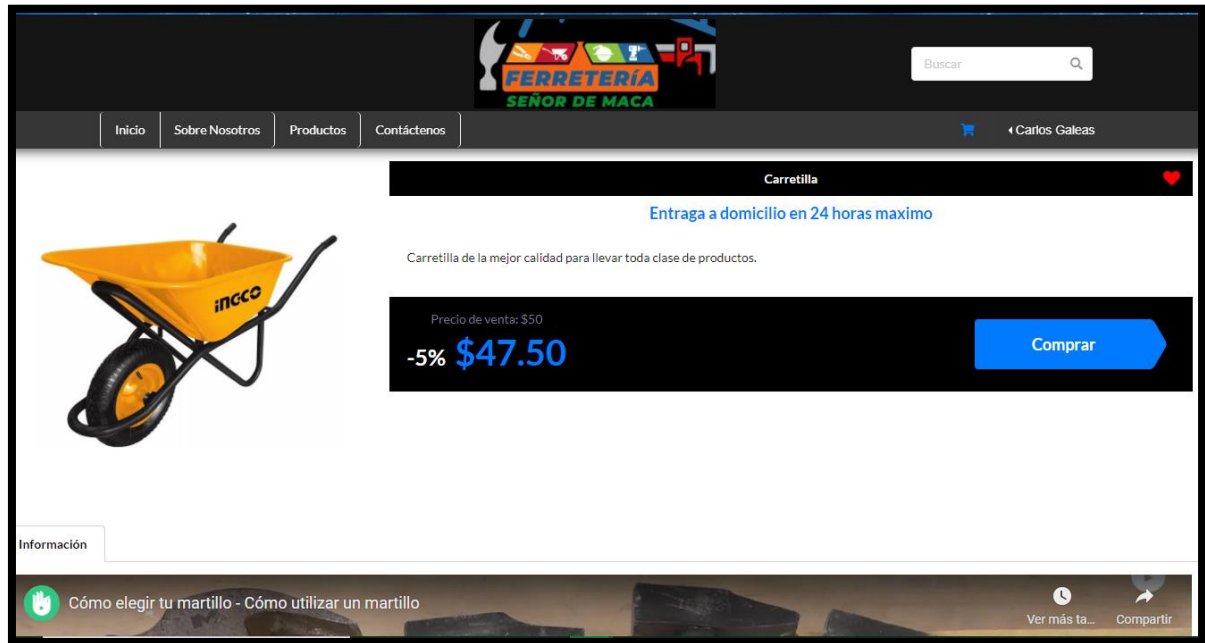 FERRETERÍA
SEÑOR DE MACA
Buscar
Inicio
Sobre Nosotros
Productos
Contáctenos
Carlos Galeas
Carretilla
Entraga a domicilio en 24 horas maximo
Carretilla de la mejor calidad para llevar toda clase de productos.
INGCO
Precio de venta: $50
-5% $47.50
Comprar
Información
Cómo elegir tu martillo - Cómo utilizar un martillo
Ver más ta...
Compartir